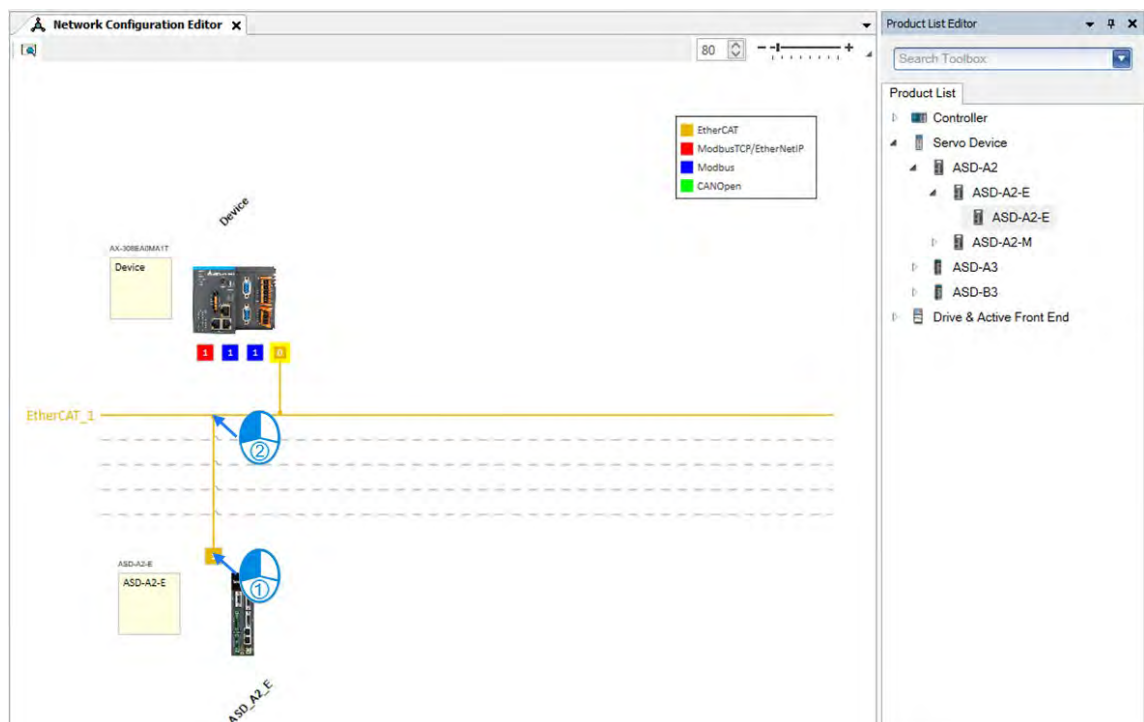 Network Configuration Editor
80
EtherCAT
ModbusTCP/EtherNetIP
Modbus
CANOpen
Device
AX-308EA0MA1T
Device
1 1 1
EtherCAT_1
②
ASD-A2-E
ASD-A2-E
①
ASD_A2_E
Product List Editor
Search Toolbox
Product List
Controller
Servo Device
ASD-A2
ASD-A2-E
ASD-A2-E
ASD-A2-M
ASD-A3
ASD-B3
Drive & Active Front End